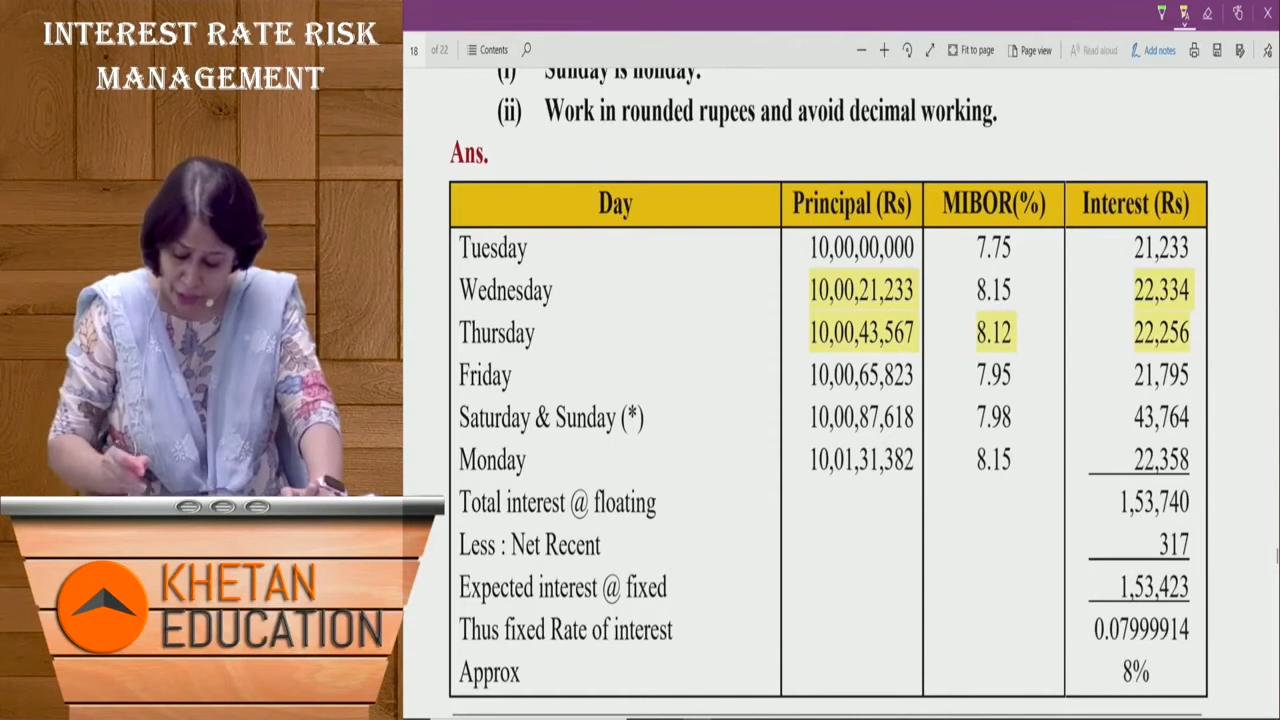 INTEREST RATE RISK
MANAGEMENT
KHETAN
EDUCATION
18 of 22 Contents Fit to page Page view Read aloud Add notes
(i) Sunday is holiday.
(ii) Work in rounded rupees and avoid decimal working.
Ans.
Day Principal (Rs) MIBOR(%) Interest (Rs)
Tuesday 10,00,00,000 7.75 21,233
Wednesday 10,00,21,233 8.15 22,334
Thursday 10,00,43,567 8.12 22,256
Friday 10,00,65,823 7.95 21,795
Saturday & Sunday (*) 10,00,87,618 7.98 43,764
Monday 10,01,31,382 8.15 22,358
Total interest @ floating 1,53,740
Less : Net Recent 317
Expected interest @ fixed 1,53,423
Thus fixed Rate of interest 0.07999914
Approx 8%